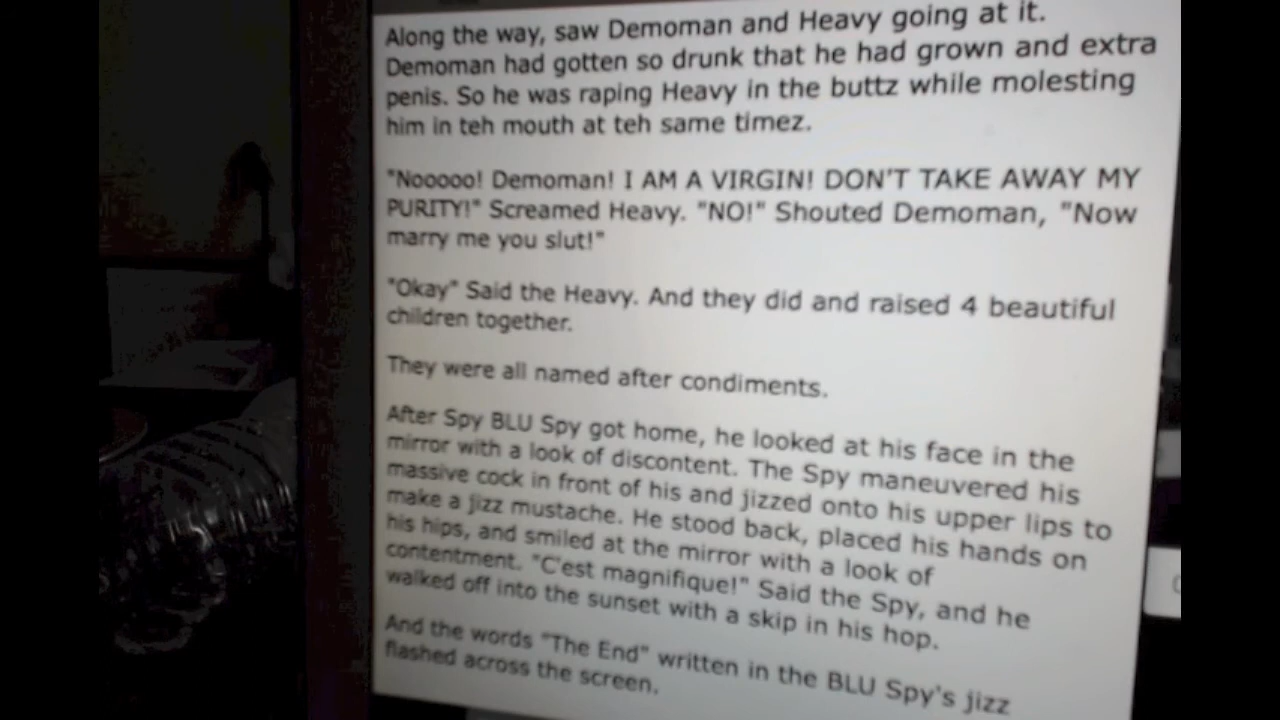 Along the way, saw Demoman and Heavy going at it.
Demoman had gotten so drunk that he had grown and extra
penis. So he was raping Heavy in the buttz while molesting
him in teh mouth at teh same timez.
"Nooooo! Demoman! I AM A VIRGIN! DON'T TAKE AWAY MY
PURITY!" Screamed Heavy. "NO!" Shouted Demoman, "Now
marry me you slut!"
"Okay" Said the Heavy. And they did and raised 4 beautiful
children together.
They were all named after condiments.
After Spy BLU Spy got home, he looked at his face in the
mirror with a look of discontent. The Spy maneuvered his
massive cock in front of his and jizzed onto his upper lips to
make a jizz mustache. He stood back, placed his hands on
his hips, and smiled at the mirror with a look of
contentment. "C'est magnifique!" Said the Spy, and he
walked off into the sunset with a skip in his hop.
And the words "The End" written in the BLU Spy's jizz
flashed across the screen.